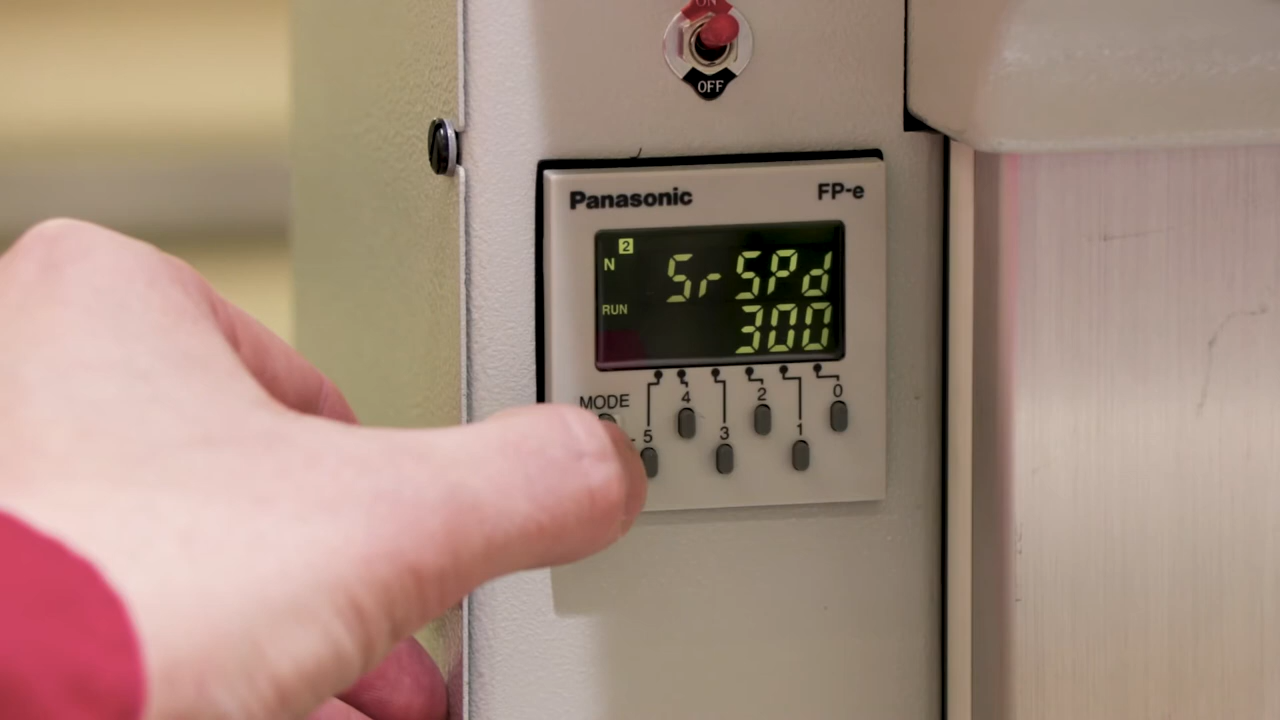 ON
OFF
Panasonic FP-e
2
N Sr SPd
RUN 300
MODE 4 2 0
5 3 1